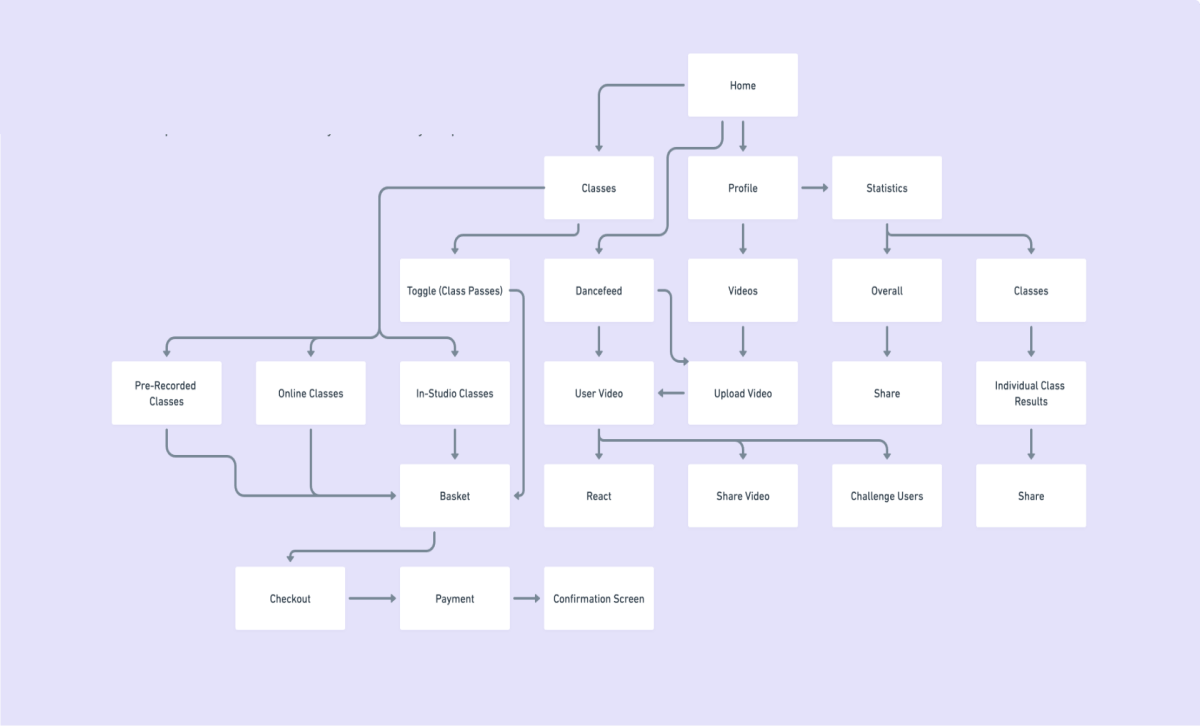 Home
Classes
Profile
Statistics
Toggle (Class Passes)
Dancefeed
Videos
Overall
Classes
Pre-Recorded
Classes
Online Classes
In-Studio Classes
User Video
Upload Video
Share
Individual Class
Results
Basket
React
Share Video
Challenge Users
Share
Checkout
Payment
Confirmation Screen